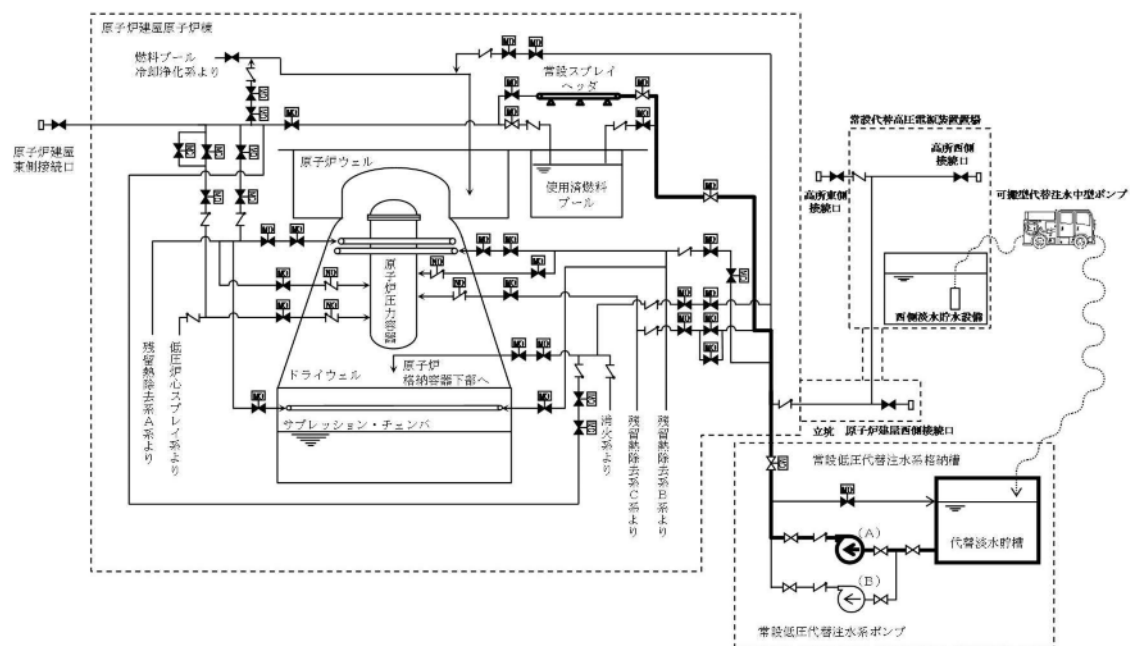 原子炉建屋原子炉棟
燃料プール
冷却浄化系より
常設スプレイ
ヘッダ
原子炉建屋
東側接続口
原子炉ウェル
使用済燃料
プール
常設代替高圧電源装置置場
高所西側
接続口
高所東側
接続口
可搬型代替注水中型ポンプ
西側淡水貯水設備
原子炉圧力容器
ドライウェル
原子炉
格納容器下部へ
サプレッション・チェンバ
残留熱除去系A系より
低圧炉心スプレイ系より
消火系より
残留熱除去系C系より
残留熱除去系B系より
立坑
原子炉建屋西側接続口
常設低圧代替注水系格納槽
代替淡水貯槽
(A)
(B)
常設低圧代替注水系ポンプ